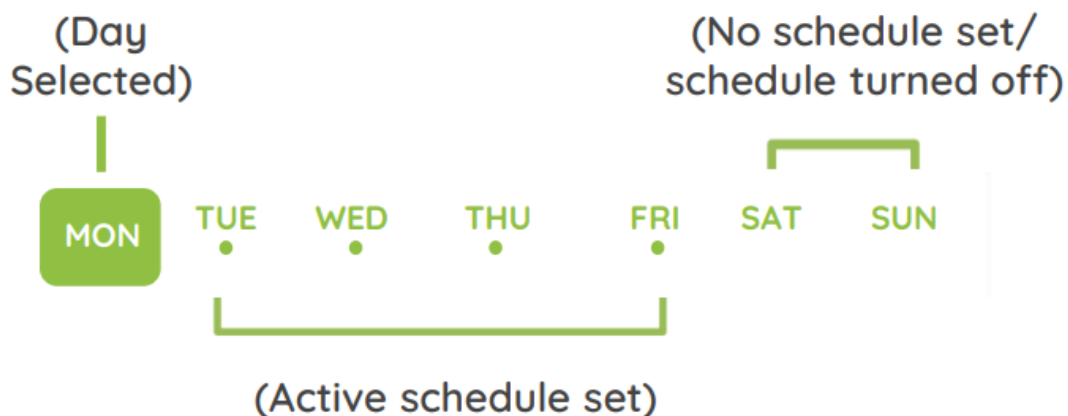 (Day
Selected)
(No schedule set/
schedule turned off)
MON TUE WED THU FRI SAT SUN
(Active schedule set)